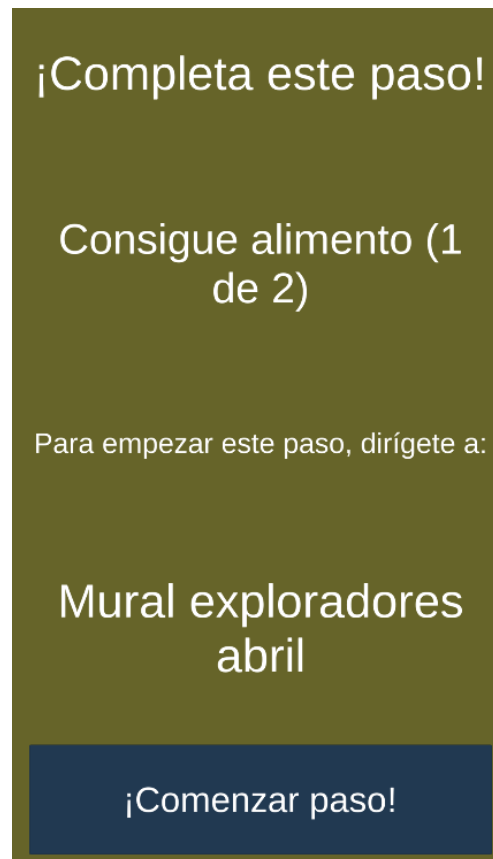 ¡Completa este paso!
Consigue alimento (1
de 2)
Para empezar este paso, dirígete a:
Mural exploradores
abril
¡Comenzar paso!